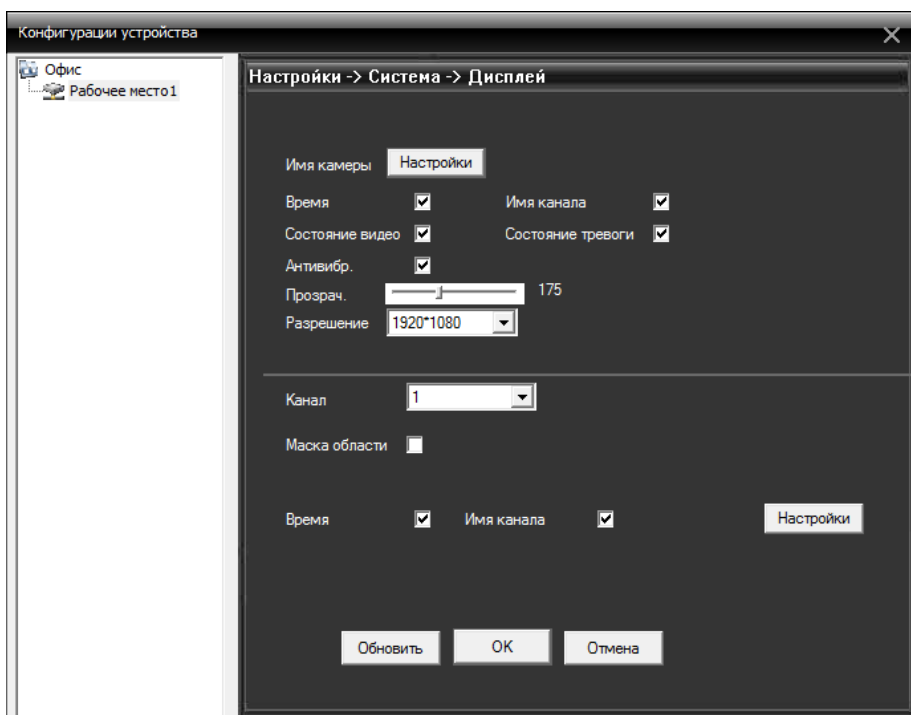 Конфигурации устройства
Офис
Рабочее место1
Настройки -> Система -> Дисплей
Имя камеры Настройки
Время Имя канала
Состояние видео Состояние тревоги
Антивибр.
Прозрач. 175
Разрешение 1920*1080
Канал 1
Маска области
Время Имя канала Настройки
Обновить OK Отмена